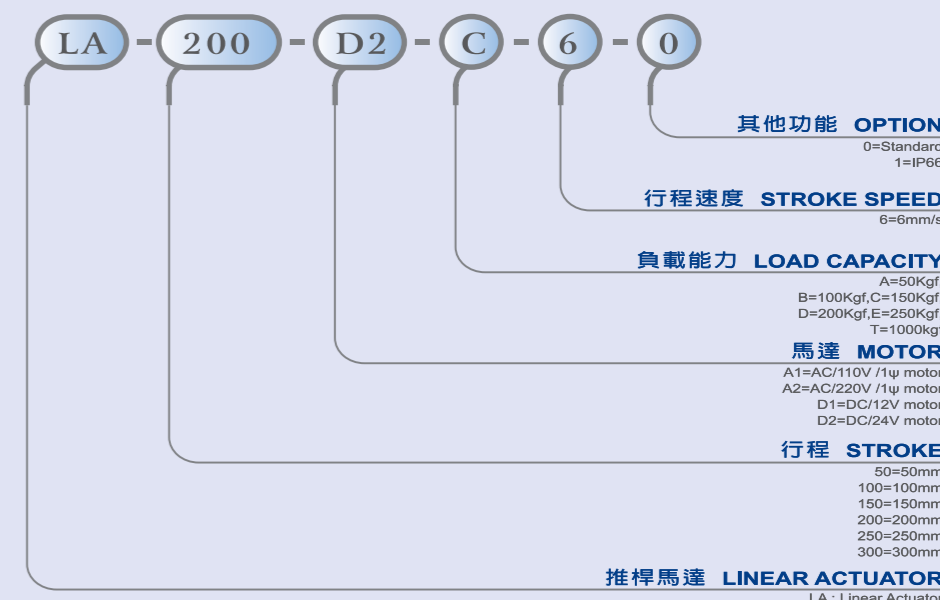 LA - 200 - D2 - C - 6 - 0
其他功能 OPTION
0=Standard
1=IP66
行程速度 STROKE SPEED
6=6mm/s
負載能力 LOAD CAPACITY
A=50Kgf
B=100Kgf,C=150Kgf
D=200Kgf,E=250Kgf
T=1000kgf
馬達 MOTOR
A1=AC/110V /1ψ motor
A2=AC/220V /1ψ motor
D1=DC/12V motor
D2=DC/24V motor
行程 STROKE
50=50mm
100=100mm
150=150mm
200=200mm
250=250mm
300=300mm
推桿馬達 LINEAR ACTUATOR
LA : Linear Actuator